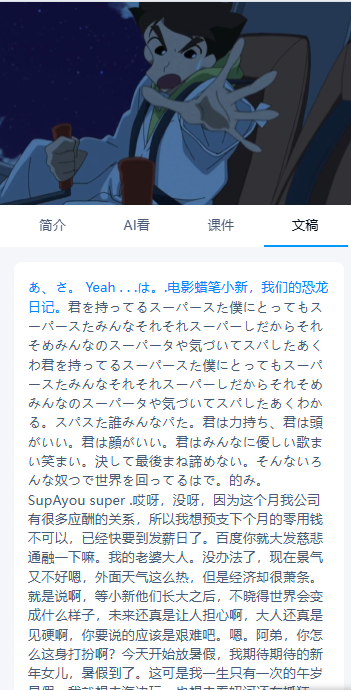 简介 AI看 课件 文稿
あ、さ。 Yeah . . .は。.电影蜡笔小新，我们的恐龙
日记。君を持ってるスーパースた僕にとってもス
ーパースたみんなそれそれスーパーしだからそれ
そめみんなのスーパータや気づいてスパしたあく
わ君を持ってるスーパースた僕にとってもスーパ
ースたみんなそれそれスーパーしだからそれそめ
みんなのスーパータや気づいてスパしたあくわか
る。スパスた誰みんなパた。君は力持ち、君は頭
がいい。君は顔がいい。君はみんなに優しい歌ま
い笑まい。決して最後まね諦めない。そんないろ
んな奴つで世界を回ってるはで。的み。
SupAyou super .哎呀，没呀，因为这个月我公司
有很多应酬的关系，所以我想预支下个月的零用钱
不可以，已经快要到发薪日了。百度你就大发慈悲
通融一下嘛。我的老婆大人。没办法了，现在景气
又不好嗯，外面天气这么热，但是经济却很萧条。
就是说啊，等小新他们长大之后，不晓得世界会变
成什么样子，未来还真是让人担心啊，大人还真是
见硬啊，你要说的应该是艰难吧。嗯。阿弟，你怎
么这身打扮啊？今天开始放暑假，我期待期待的新
年女儿，暑假到了。这可是我一生只有一次的午岁